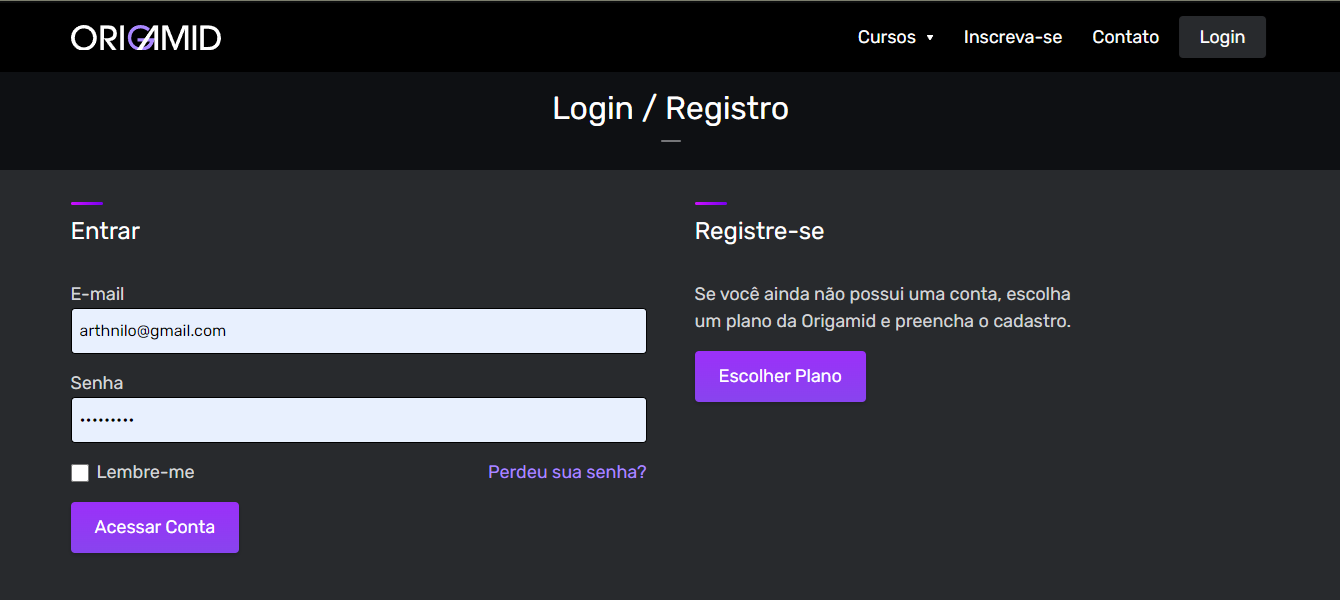 ORIGAMID
Cursos
Inscreva-se
Contato
Login
Login / Registro
Entrar
E-mail
arthnilo@gmail.com
Senha
•••••••••
Lembre-me
Perdeu sua senha?
Acessar Conta
Registre-se
Se você ainda não possui uma conta, escolha
um plano da Origamid e preencha o cadastro.
Escolher Plano